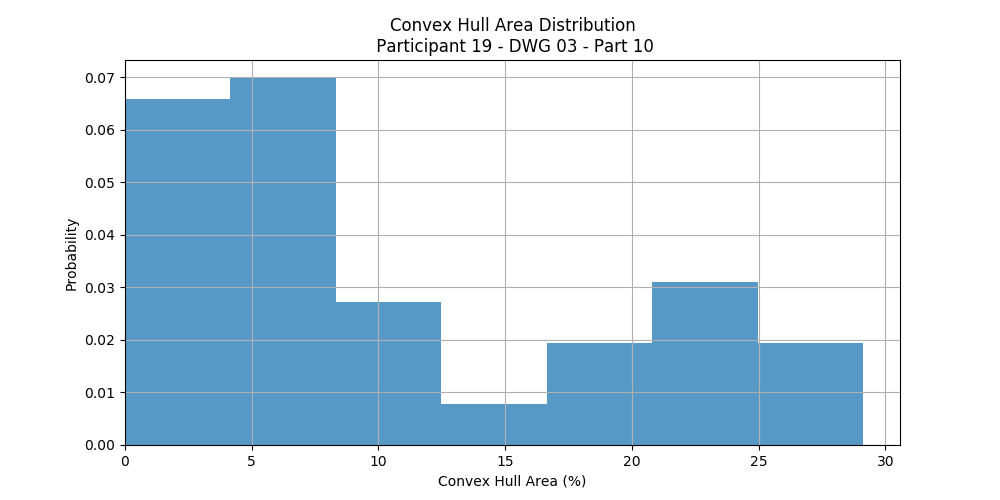 Convex Hull Area Distribution
Participant 19 - DWG 03 - Part 10
0.07
0.06
0.05
0.04
0.03
0.02
0.01
0.00
Probability
0 5 10 15 20 25 30
Convex Hull Area (%)